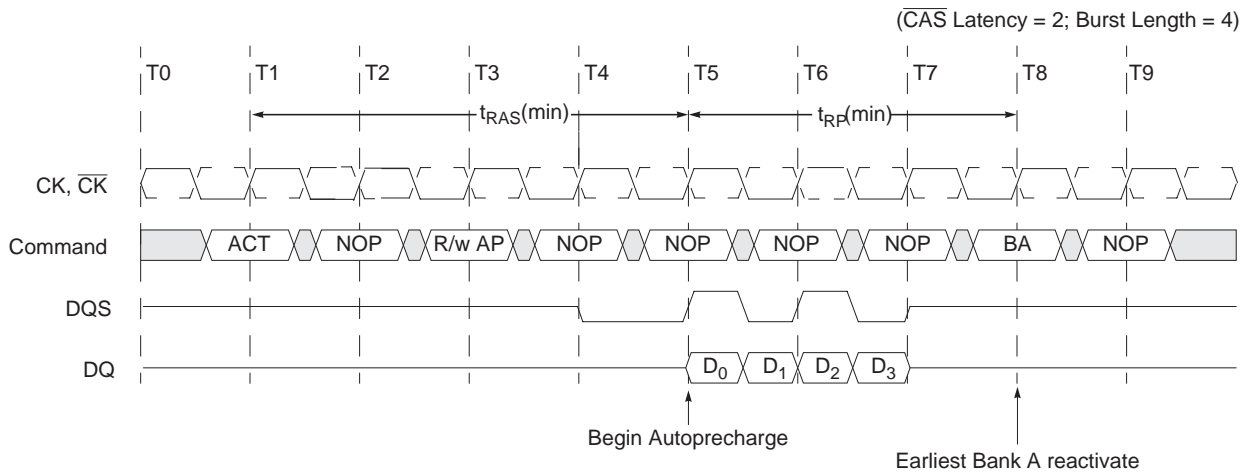 (CAS Latency = 2; Burst Length = 4)
T0 T1 T2 T3 T4 T5 T6 T7 T8 T9
tRAS(min) tRP(min)
CK, CK
Command ACT NOP R/w AP NOP NOP NOP NOP BA NOP
DQS
DQ D0 D1 D2 D3
Begin Autoprecharge
Earliest Bank A reactivate